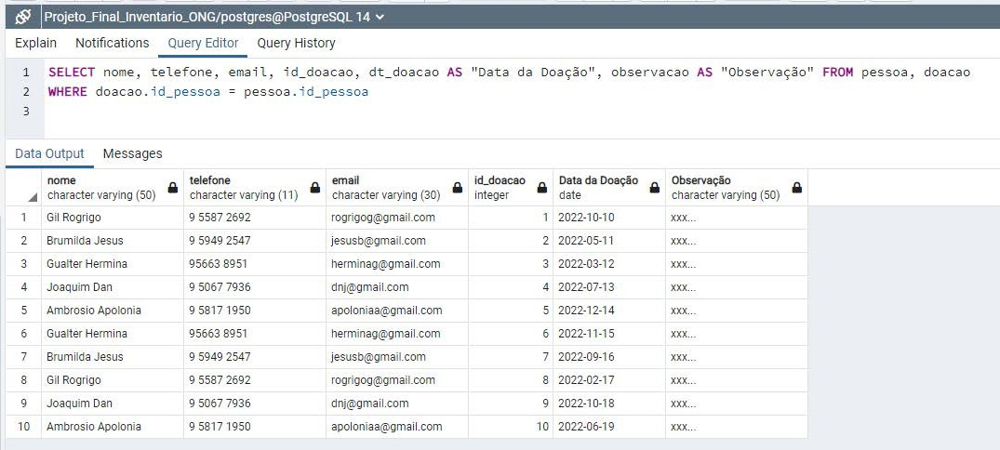 Projeto_Final_Inventario_ONG/postgres@PostgreSQL 14
Explain Notifications Query Editor Query History
1 SELECT nome, telefone, email, id_doacao, dt_doacao AS "Data da Doação", observacao AS "Observação" FROM pessoa, doacao
2 WHERE doacao.id_pessoa = pessoa.id_pessoa
3
Data Output Messages
nome telefone email id_doacao Data da Doação Observação
character varying (50) character varying (11) character varying (30) integer date character varying (50)
1 Gil Rogrigo 9 5587 2692 rogrigog@gmail.com 1 2022-10-10 xxx...
2 Brumilda Jesus 9 5949 2547 jesusb@gmail.com 2 2022-05-11 xxx...
3 Gualter Hermina 95663 8951 herminag@gmail.com 3 2022-03-12 xxx...
4 Joaquim Dan 9 5067 7936 dnj@gmail.com 4 2022-07-13 xxx...
5 Ambrosio Apolonia 9 5817 1950 apoloniaa@gmail.com 5 2022-12-14 xxx...
6 Gualter Hermina 95663 8951 herminag@gmail.com 6 2022-11-15 xxx...
7 Brumilda Jesus 9 5949 2547 jesusb@gmail.com 7 2022-09-16 xxx...
8 Gil Rogrigo 9 5587 2692 rogrigog@gmail.com 8 2022-02-17 xxx...
9 Joaquim Dan 9 5067 7936 dnj@gmail.com 9 2022-10-18 xxx...
10 Ambrosio Apolonia 9 5817 1950 apoloniaa@gmail.com 10 2022-06-19 xxx...